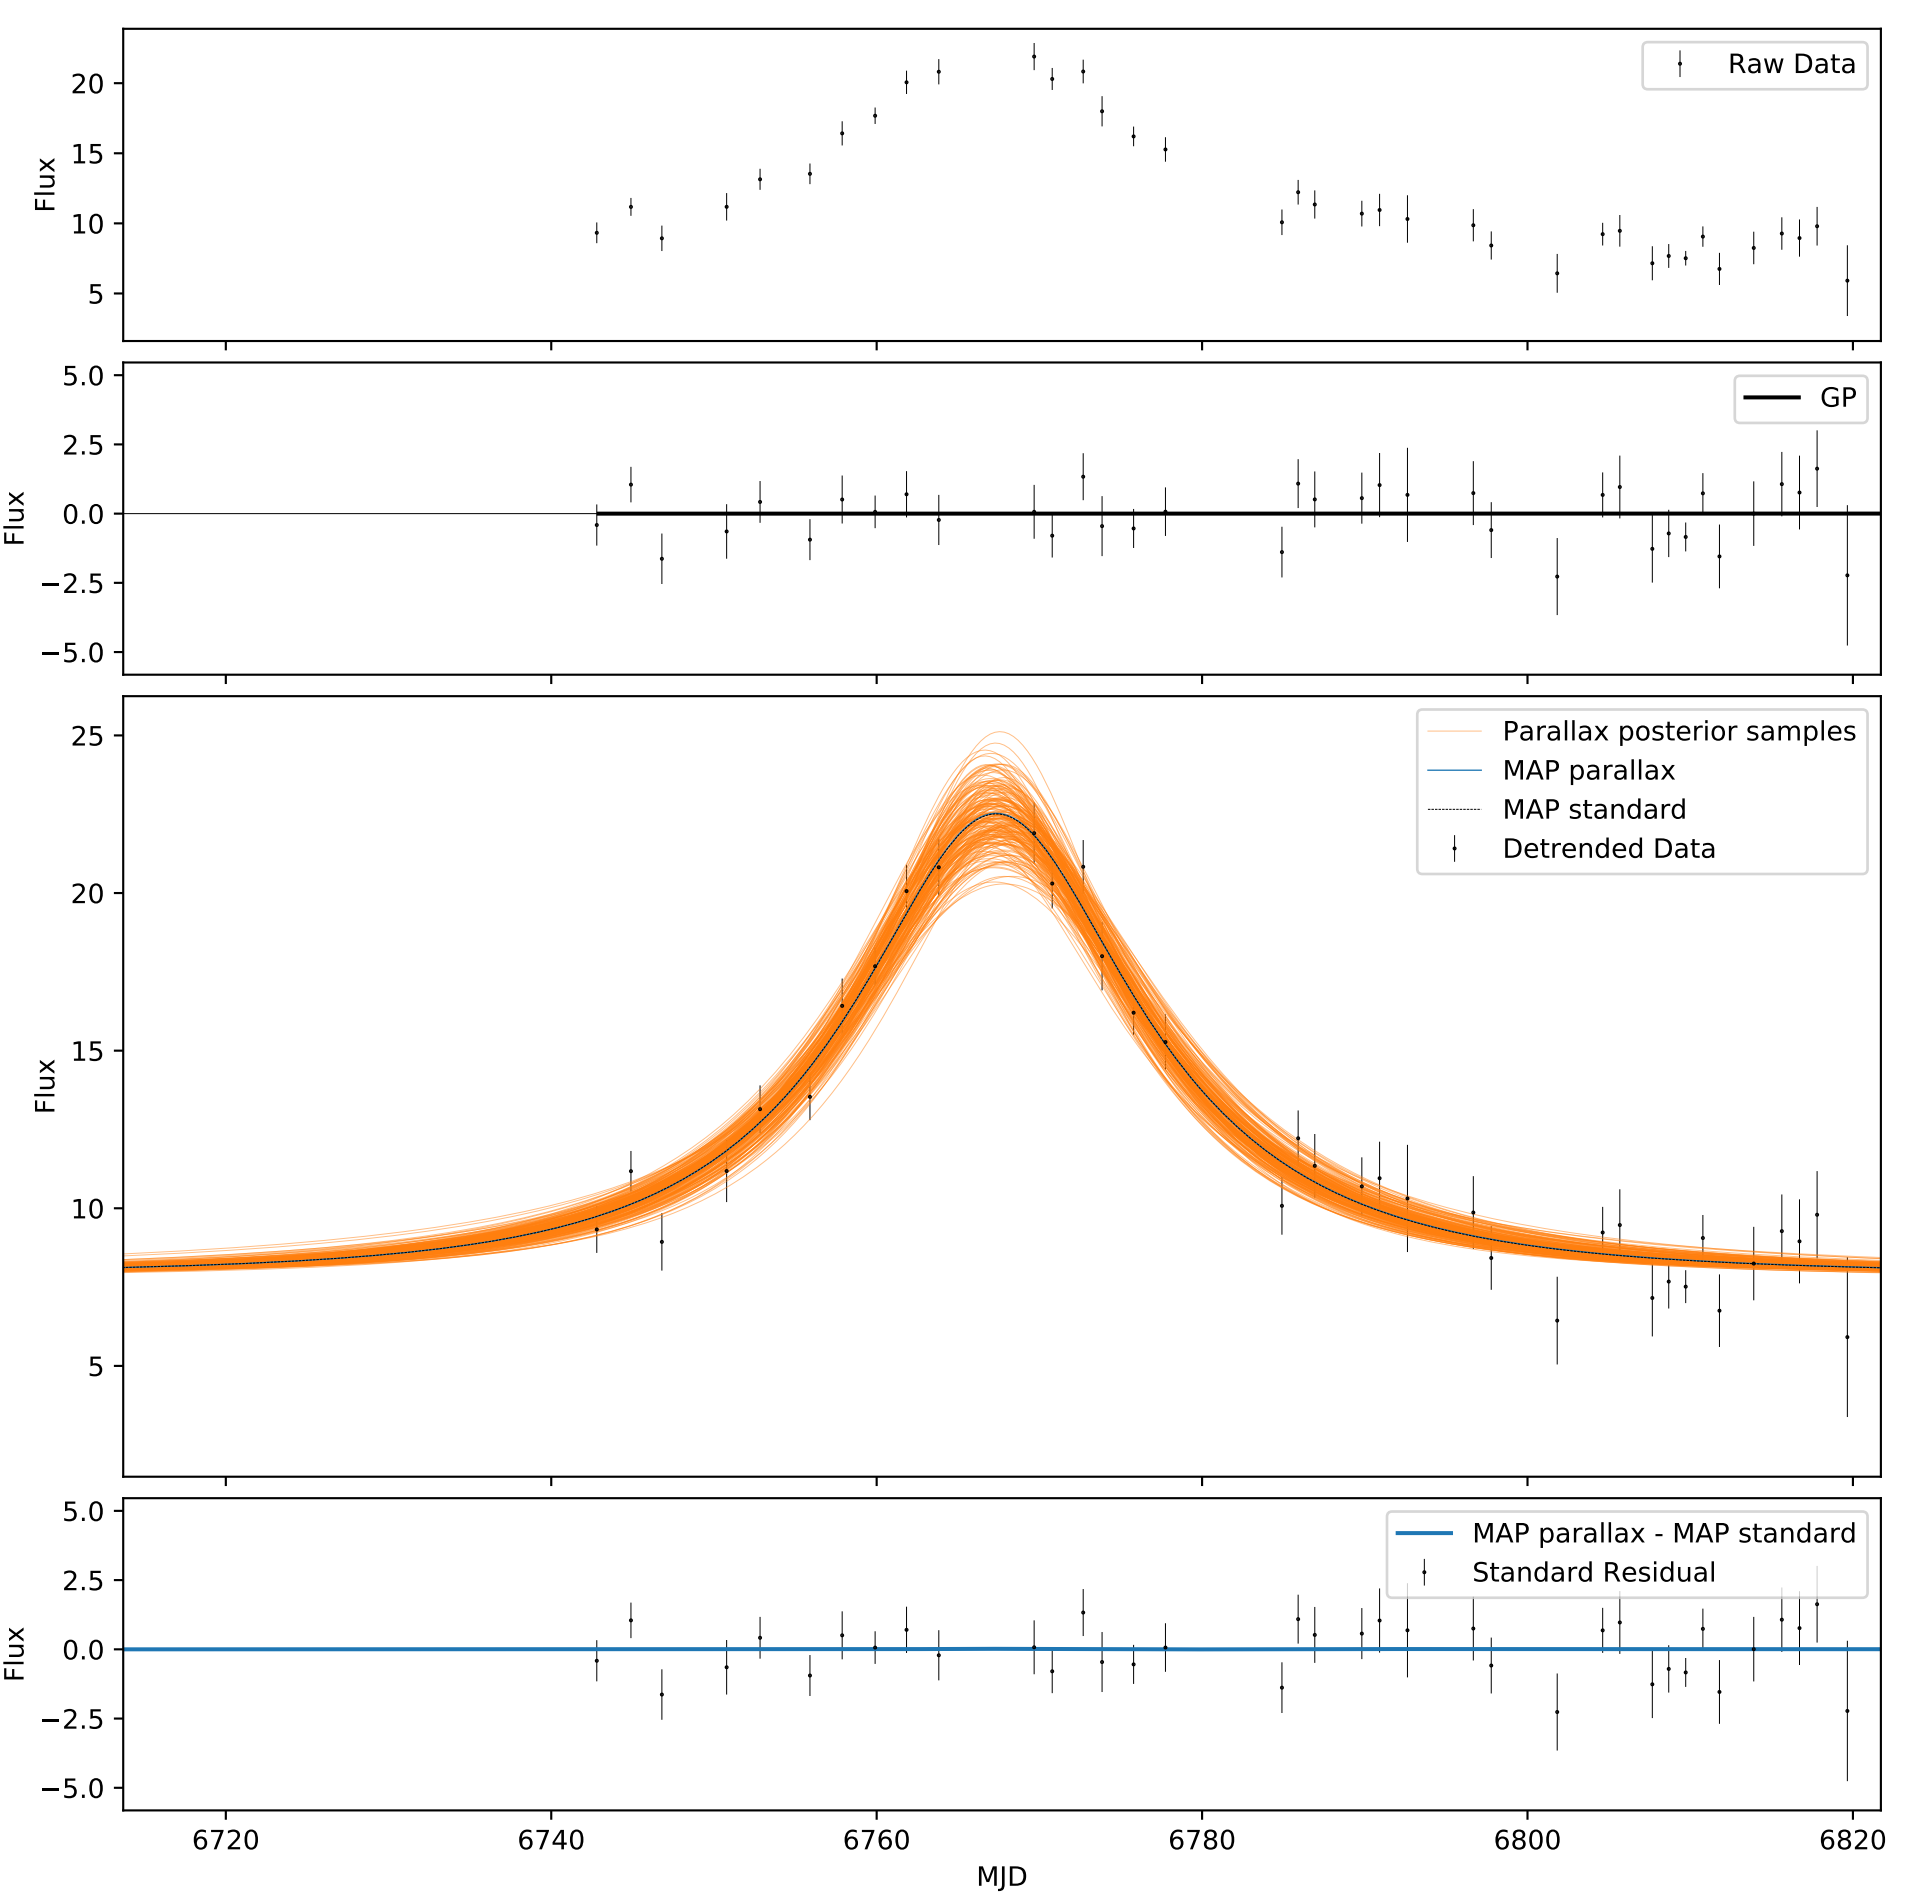 Flux
20
15
10
5
Raw Data
Flux
5.0
2.5
0.0
−2.5
−5.0
GP
Flux
25
20
15
10
5
Parallax posterior samples
MAP parallax
MAP standard
Detrended Data
Flux
5.0
2.5
0.0
−2.5
−5.0
MAP parallax - MAP standard
Standard Residual
6720 6740 6760 6780 6800 6820
MJD